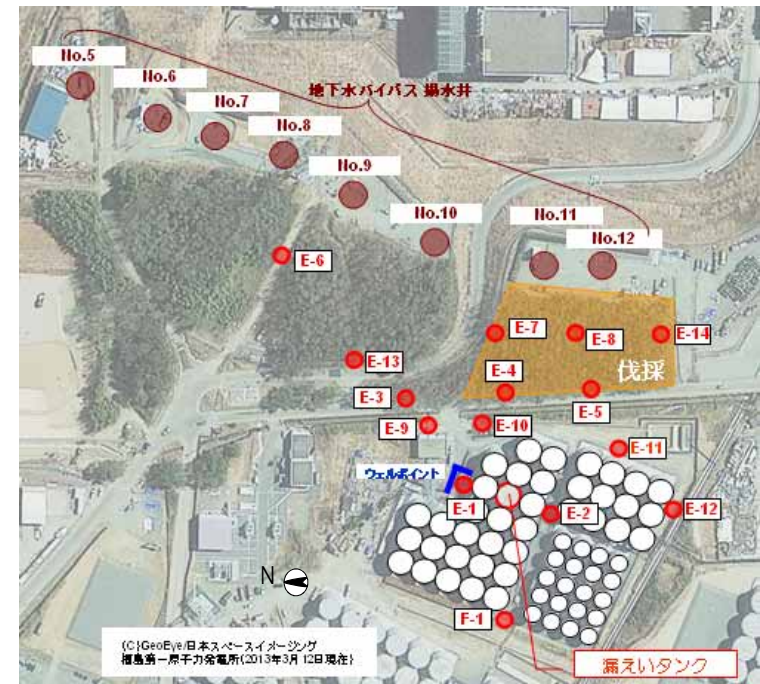 No.5
No.6
No.7
地下水バイパス 揚水井
No.8
No.9
No.10
No.11
No.12
E-6
E-7
E-8
E-14
E-13
E-4
伐採
E-3
E-5
E-9
E-10
E-11
ウェルポイント
E-1
E-2
E-12
N
F-1
(C)GeoEye/日本スペースイメージング
福島第一原子力発電所(2013年3月12日現在)
漏えいタンク